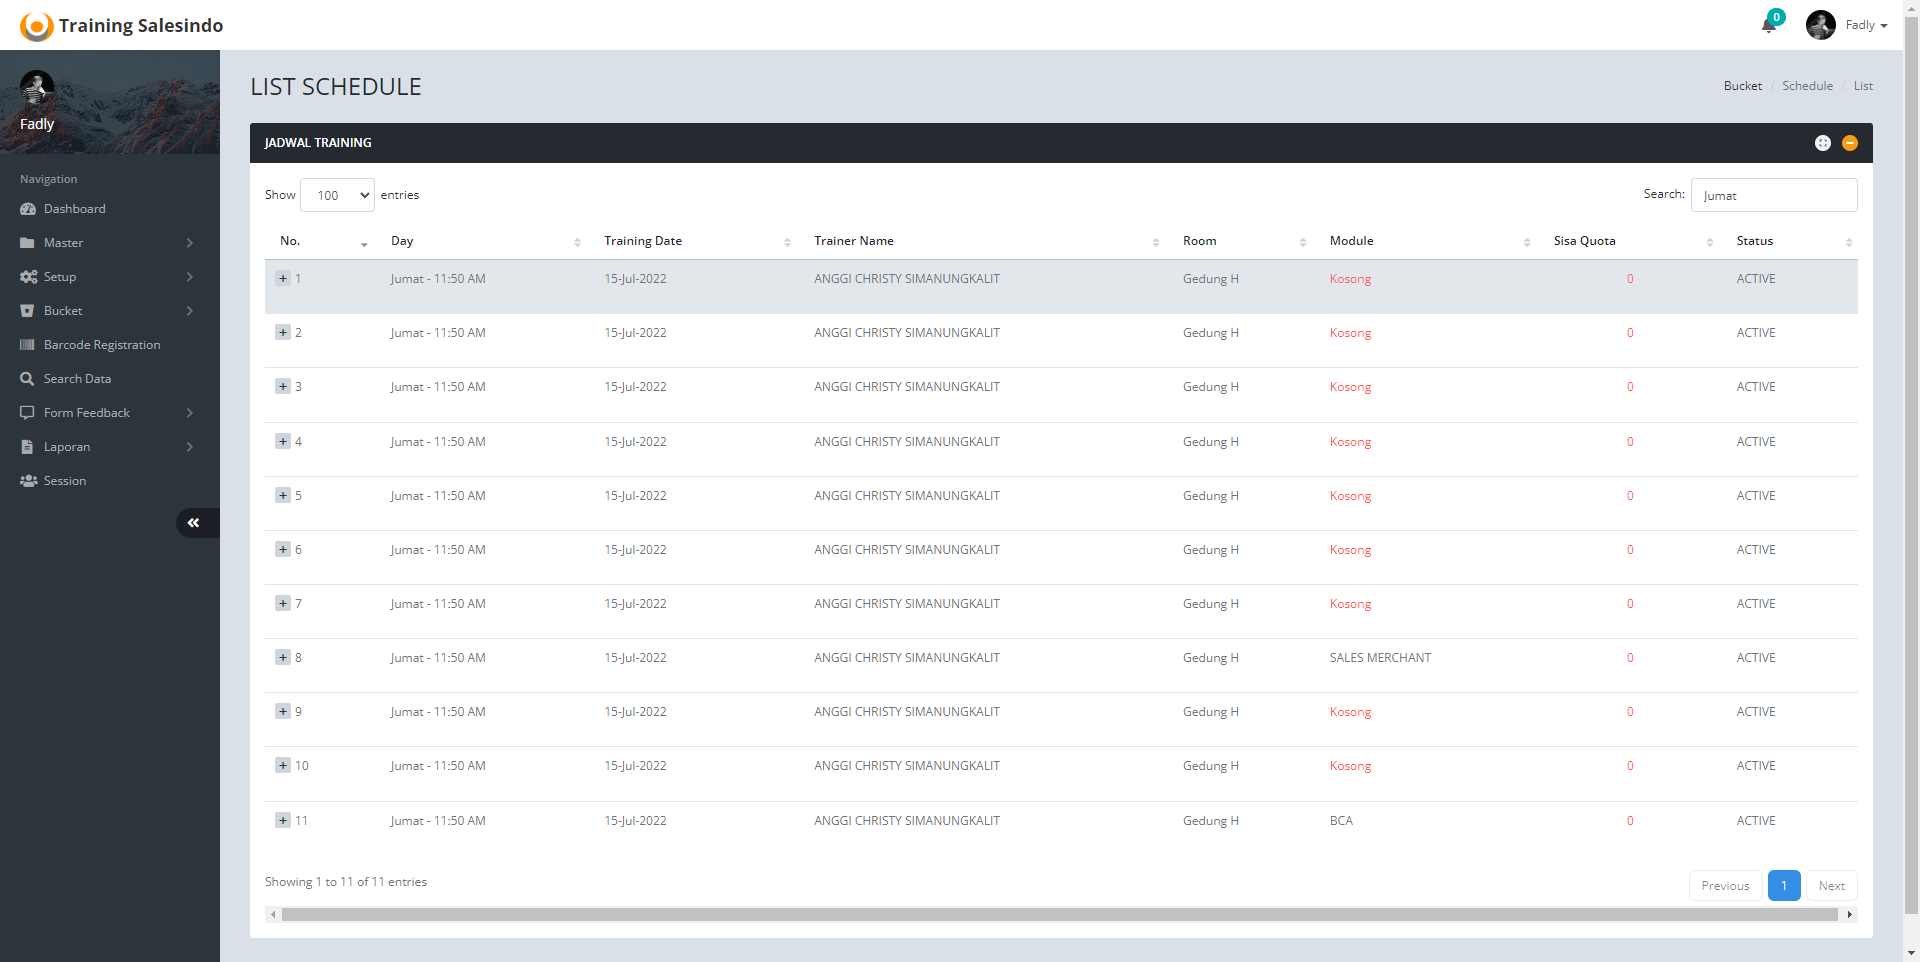 Training Salesindo
0
Fadly
Fadly
Navigation
Dashboard
Master
Setup
Bucket
Barcode Registration
Search Data
Form Feedback
Laporan
Session
LIST SCHEDULE
Bucket / Schedule / List
JADWAL TRAINING
Show 100 entries
Search: Jumat
No. Day Training Date Trainer Name Room Module Sisa Quota Status
+ 1 Jumat - 11:50 AM 15-Jul-2022 ANGGI CHRISTY SIMANUNGKALIT Gedung H Kosong 0 ACTIVE
+ 2 Jumat - 11:50 AM 15-Jul-2022 ANGGI CHRISTY SIMANUNGKALIT Gedung H Kosong 0 ACTIVE
+ 3 Jumat - 11:50 AM 15-Jul-2022 ANGGI CHRISTY SIMANUNGKALIT Gedung H Kosong 0 ACTIVE
+ 4 Jumat - 11:50 AM 15-Jul-2022 ANGGI CHRISTY SIMANUNGKALIT Gedung H Kosong 0 ACTIVE
+ 5 Jumat - 11:50 AM 15-Jul-2022 ANGGI CHRISTY SIMANUNGKALIT Gedung H Kosong 0 ACTIVE
+ 6 Jumat - 11:50 AM 15-Jul-2022 ANGGI CHRISTY SIMANUNGKALIT Gedung H Kosong 0 ACTIVE
+ 7 Jumat - 11:50 AM 15-Jul-2022 ANGGI CHRISTY SIMANUNGKALIT Gedung H Kosong 0 ACTIVE
+ 8 Jumat - 11:50 AM 15-Jul-2022 ANGGI CHRISTY SIMANUNGKALIT Gedung H SALES MERCHANT 0 ACTIVE
+ 9 Jumat - 11:50 AM 15-Jul-2022 ANGGI CHRISTY SIMANUNGKALIT Gedung H Kosong 0 ACTIVE
+ 10 Jumat - 11:50 AM 15-Jul-2022 ANGGI CHRISTY SIMANUNGKALIT Gedung H Kosong 0 ACTIVE
+ 11 Jumat - 11:50 AM 15-Jul-2022 ANGGI CHRISTY SIMANUNGKALIT Gedung H BCA 0 ACTIVE
Showing 1 to 11 of 11 entries
Previous 1 Next